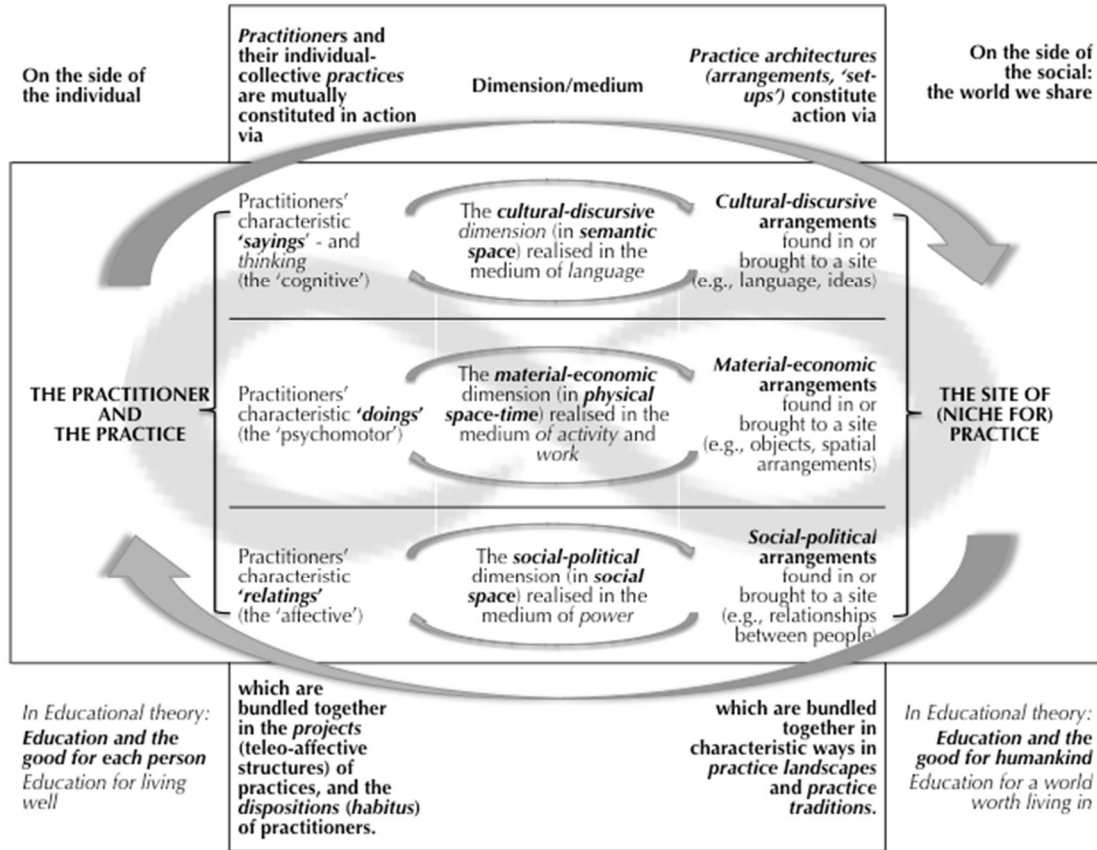 On the side of
the individual
Practitioners and
their individual-
collective practices
are mutually
constituted in action
via
Dimension/medium
Practice architectures
(arrangements, ‘set-
ups’) constitute
action via
On the side of
the social:
the world we share
THE PRACTITIONER
AND
THE PRACTICE
Practitioners’
characteristic
‘sayings’ - and
thinking
(the ‘cognitive’)
The cultural-discursive
dimension (in semantic
space) realised in the
medium of language
Cultural-discursive
arrangements
found in or
brought to a site
(e.g., language, ideas)
Practitioners’
characteristic ‘doings’
(the ‘psychomotor’)
The material-economic
dimension (in physical
space-time) realised in the
medium of activity and
work
Material-economic
arrangements
found in or
brought to a site
(e.g., objects, spatial
arrangements)
Practitioners’
characteristic
‘relatings’
(the ‘affective’)
The social-political
dimension (in social
space) realised in the
medium of power
Social-political
arrangements
found in or
brought to a site
(e.g., relationships
between people)
THE SITE OF
(NICHE FOR)
PRACTICE
In Educational theory:
Education and the
good for each person
Education for living
well
which are
bundled together
in the projects
(teleo-affective
structures) of
practices, and the
dispositions (habitus)
of practitioners.
which are bundled
together in
characteristic ways in
practice landscapes
and practice
traditions.
In Educational theory:
Education and the
good for humankind
Education for a world
worth living in